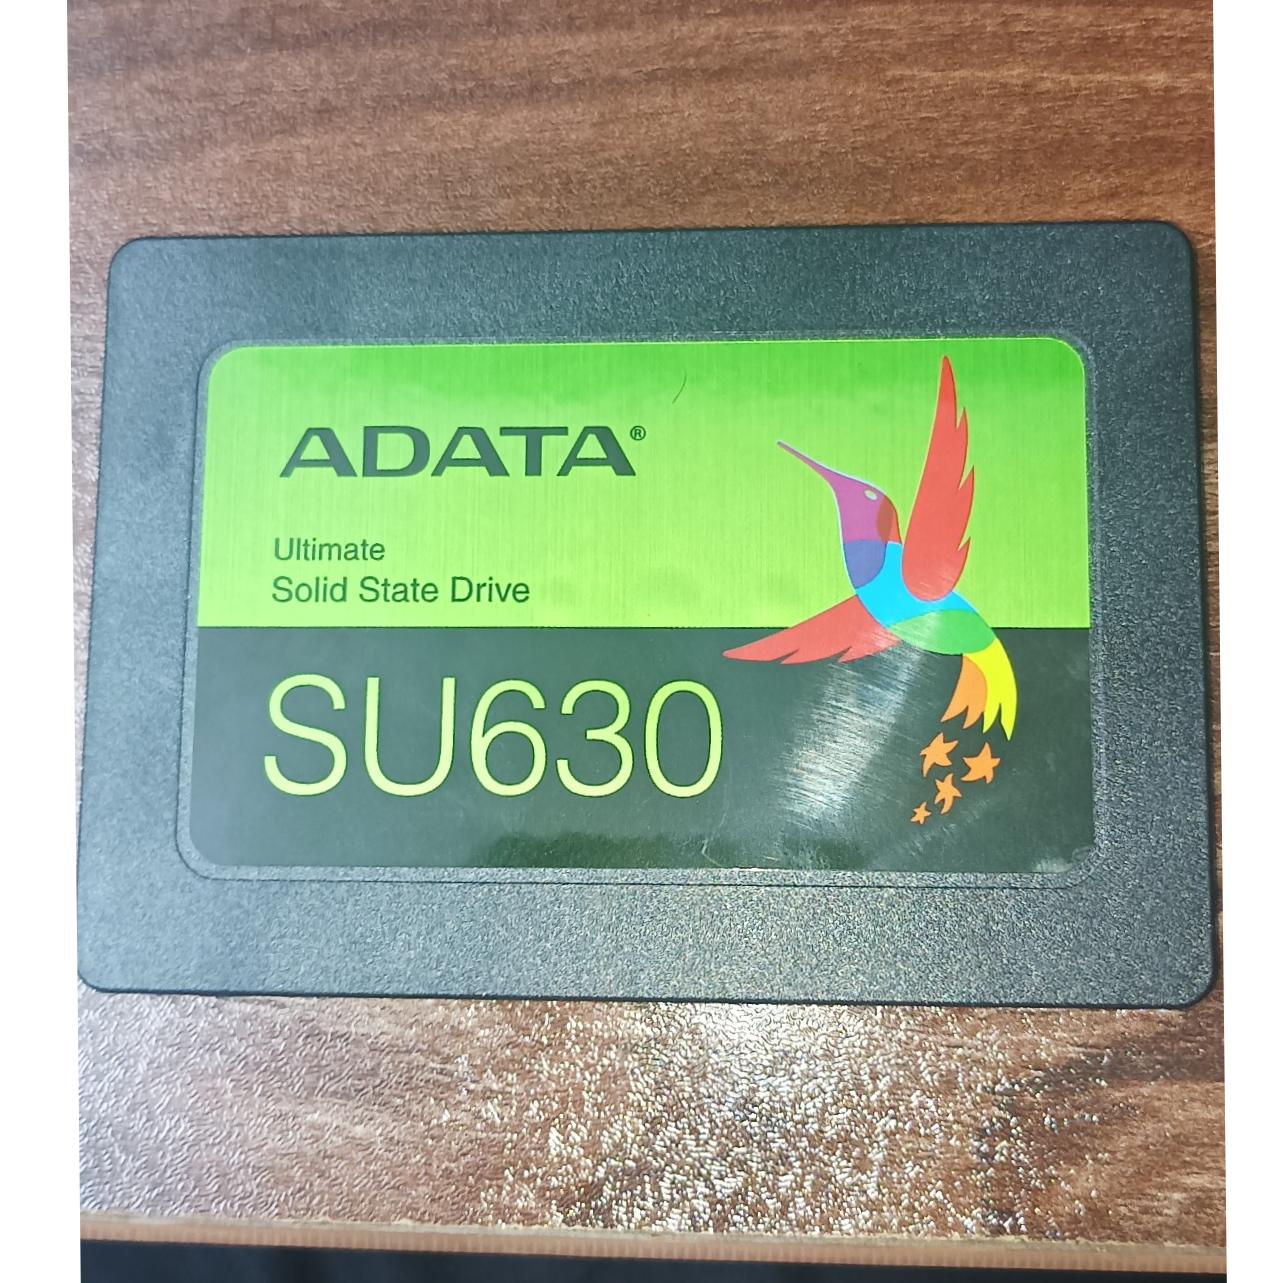 ADATA®
Ultimate
Solid State Drive
SU630